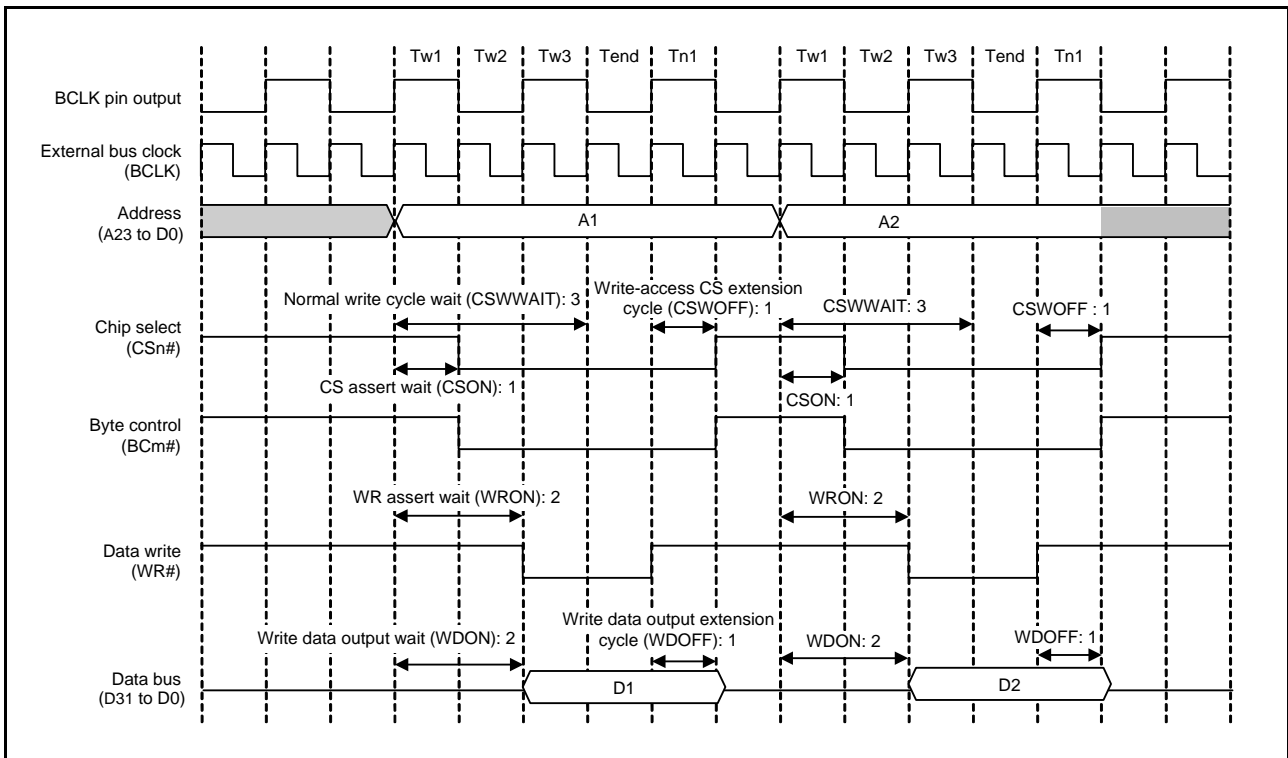 Tw1 Tw2 Tw3 Tend Tn1 Tw1 Tw2 Tw3 Tend Tn1
BCLK pin output
External bus clock
(BCLK)
Address
(A23 to D0)
A1 A2
Normal write cycle wait (CSWWAIT): 3
Write-access CS extension
cycle (CSWOFF): 1
CSWWAIT: 3
CSWOFF : 1
Chip select
(CSn#)
CS assert wait (CSON): 1
CSON: 1
Byte control
(BCm#)
WR assert wait (WRON): 2
WRON: 2
Data write
(WR#)
Write data output wait (WDON): 2
Write data output extension
cycle (WDOFF): 1
WDON: 2
WDOFF: 1
Data bus
(D31 to D0)
D1 D2